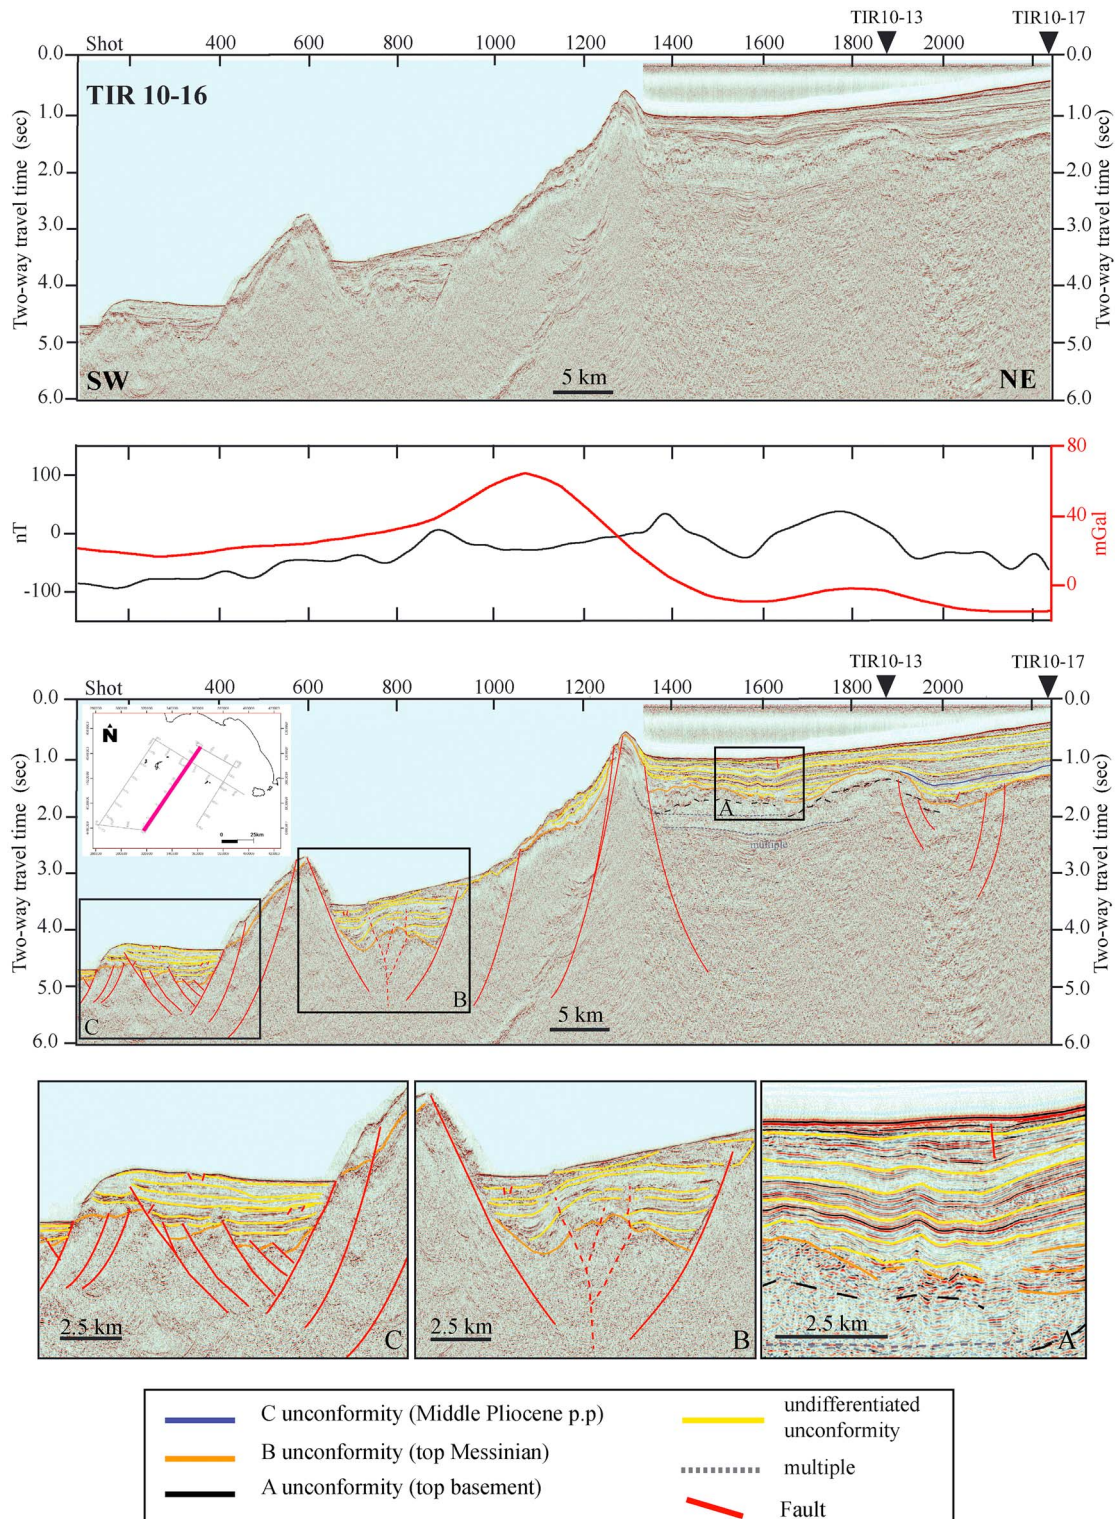 TIR10-13 TIR10-17
Shot 400 600 800 1000 1200 1400 1600 1800 2000
0.0 0.0
TIR 10-16
1.0 1.0
2.0 2.0
3.0 3.0
4.0 4.0
5.0 5.0
6.0 6.0
Two-way travel time (sec)
Two-way travel time (sec)
SW 5 km NE
100
0
-100
nT
80
40
0
mGal
TIR10-13 TIR10-17
Shot 400 600 800 1000 1200 1400 1600 1800 2000
0.0 0.0
1.0 1.0
2.0 2.0
3.0 3.0
4.0 4.0
5.0 5.0
6.0 6.0
Two-way travel time (sec)
Two-way travel time (sec)
N
0 25km
A
multiple
B
C
5 km
2.5 km C
2.5 km B
2.5 km A
C unconformity (Middle Pliocene p.p)
B unconformity (top Messinian)
A unconformity (top basement)
undifferentiated
unconformity
multiple
Fault